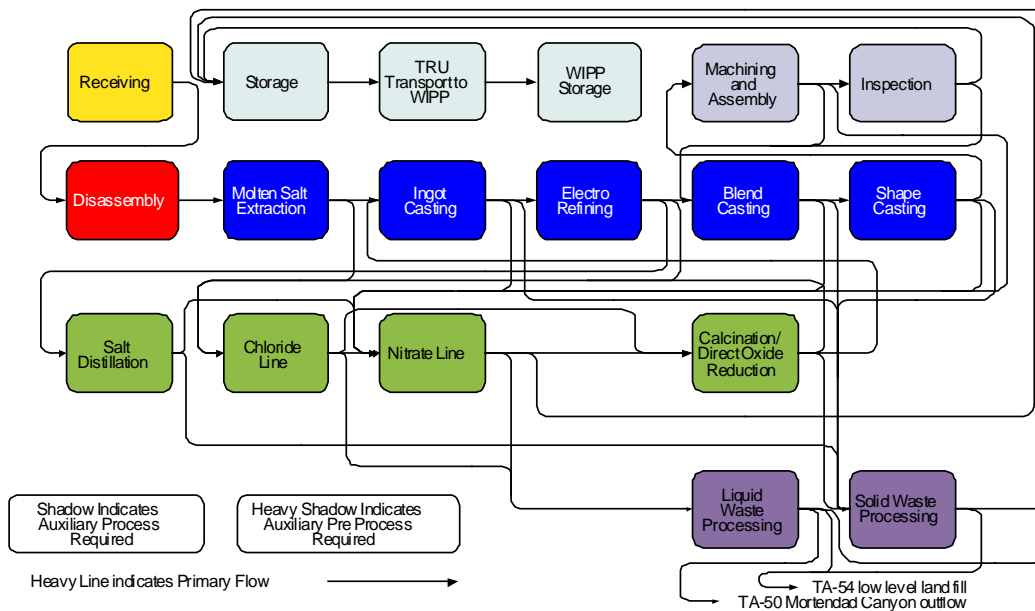 Receiving
Storage
TRU
Transport to
WIPP
WIPP
Storage
Machining
and
Assembly
Inspection
Disassembly
Molten Salt
Extraction
Ingot
Casting
Electro
Refining
Blend
Casting
Shape
Casting
Salt
Distillation
Chloride
Line
Nitrate Line
Calcination/
Direct Oxide
Reduction
Liquid
Waste
Processing
Solid Waste
Processing
Shadow Indicates
Auxiliary Process
Required
Heavy Shadow Indicates
Auxiliary Pre Process
Required
Heavy Line indicates Primary Flow
TA-54 low level land fill
TA-50 Mortendad Canyon outflow